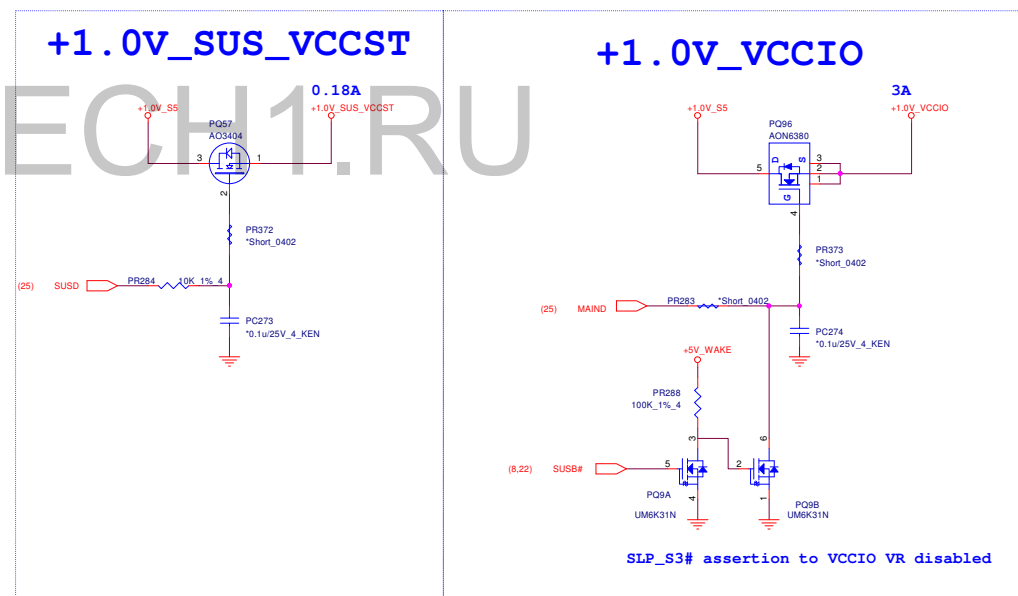 +1.0V_SUS_VCCST
+1.0V_VCCIO
ECH1.RU
0.18A
+1.0V_S5
+1.0V_SUS_VCCST
PQ57
AO3404
3
1
2
PR372
*Short_0402
(25)
SUSD
PR284
10K_1%_4
PC273
*0.1u/25V_4_KEN
3A
+1.0V_S5
+1.0V_VCCIO
PQ96
AON6380
D
S
G
5
3
2
1
4
PR373
*Short_0402
(25)
MAIND
PR283
*Short_0402
PC274
*0.1u/25V_4_KEN
+5V_WAKE
PR288
100K_1%_4
3
6
(8,22)
SUSB#
5
2
4
1
PQ9A
UM6K31N
PQ9B
UM6K31N
SLP_S3# assertion to VCCIO VR disabled